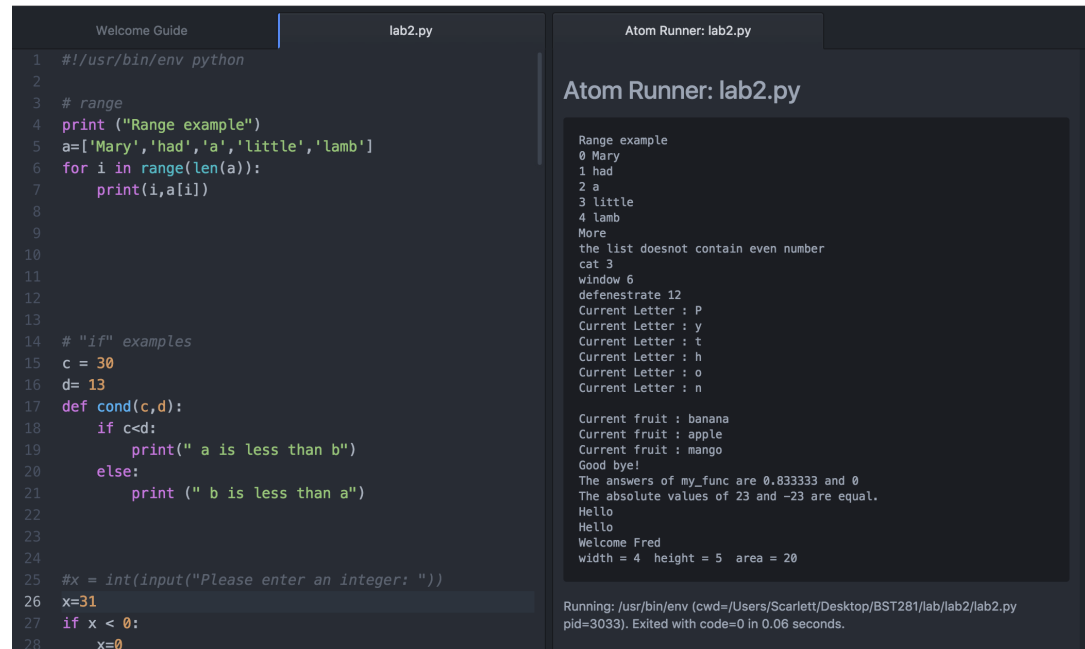 Welcome Guide
lab2.py
1 #!/usr/bin/env python
2
3 # range
4 print ("Range example")
5 a=['Mary','had','a','little','lamb']
6 for i in range(len(a)):
7     print(i,a[i])
8
9
10
11
12
13
14 # "if" examples
15 c = 30
16 d= 13
17 def cond(c,d):
18     if c<d:
19         print(" a is less than b")
20     else:
21         print (" b is less than a")
22
23
24
25 #x = int(input("Please enter an integer: "))
26 x=31
27 if x < 0:
28     x=0
Atom Runner: lab2.py
Atom Runner: lab2.py
Range example
0 Mary
1 had
2 a
3 little
4 lamb
More
the list doesnot contain even number
cat 3
window 6
defenestrate 12
Current Letter : P
Current Letter : y
Current Letter : t
Current Letter : h
Current Letter : o
Current Letter : n
Current fruit : banana
Current fruit : apple
Current fruit : mango
Good bye!
The answers of my_func are 0.833333 and 0
The absolute values of 23 and -23 are equal.
Hello
Hello
Welcome Fred
width = 4  height = 5  area = 20
Running: /usr/bin/env (cwd=/Users/Scarlett/Desktop/BST281/lab/lab2/lab2.py
pid=3033). Exited with code=0 in 0.06 seconds.